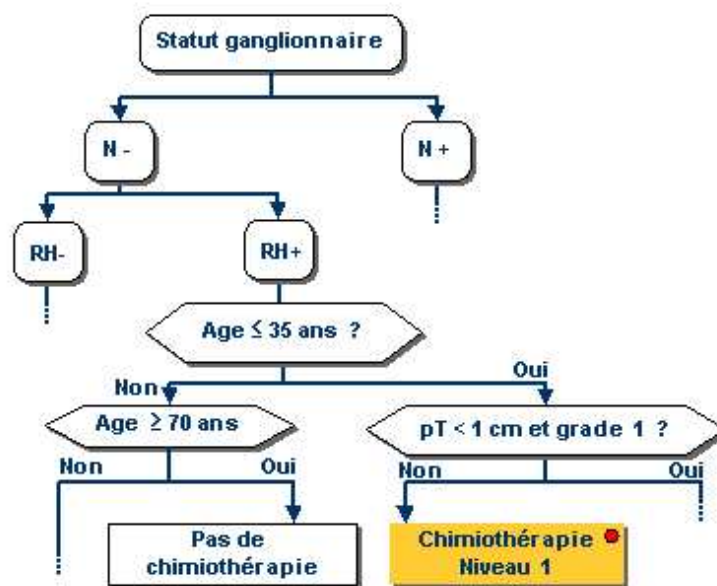 Statut ganglionnaire
N -
N +
RH-
RH+
Age ≤ 35 ans ?
Non
Oui
Age ≥ 70 ans
pT < 1 cm et grade 1 ?
Non
Oui
Non
Oui
Pas de
chimiothérapie
Chimiothérapie
Niveau 1